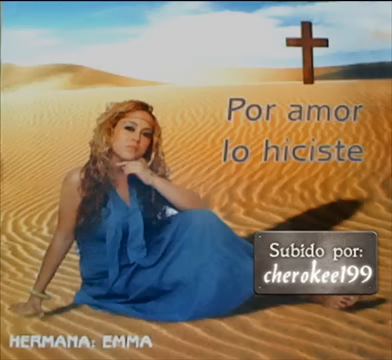 Por amor
lo hiciste
Subido por:
cherokee199
HERMANA: EMMA